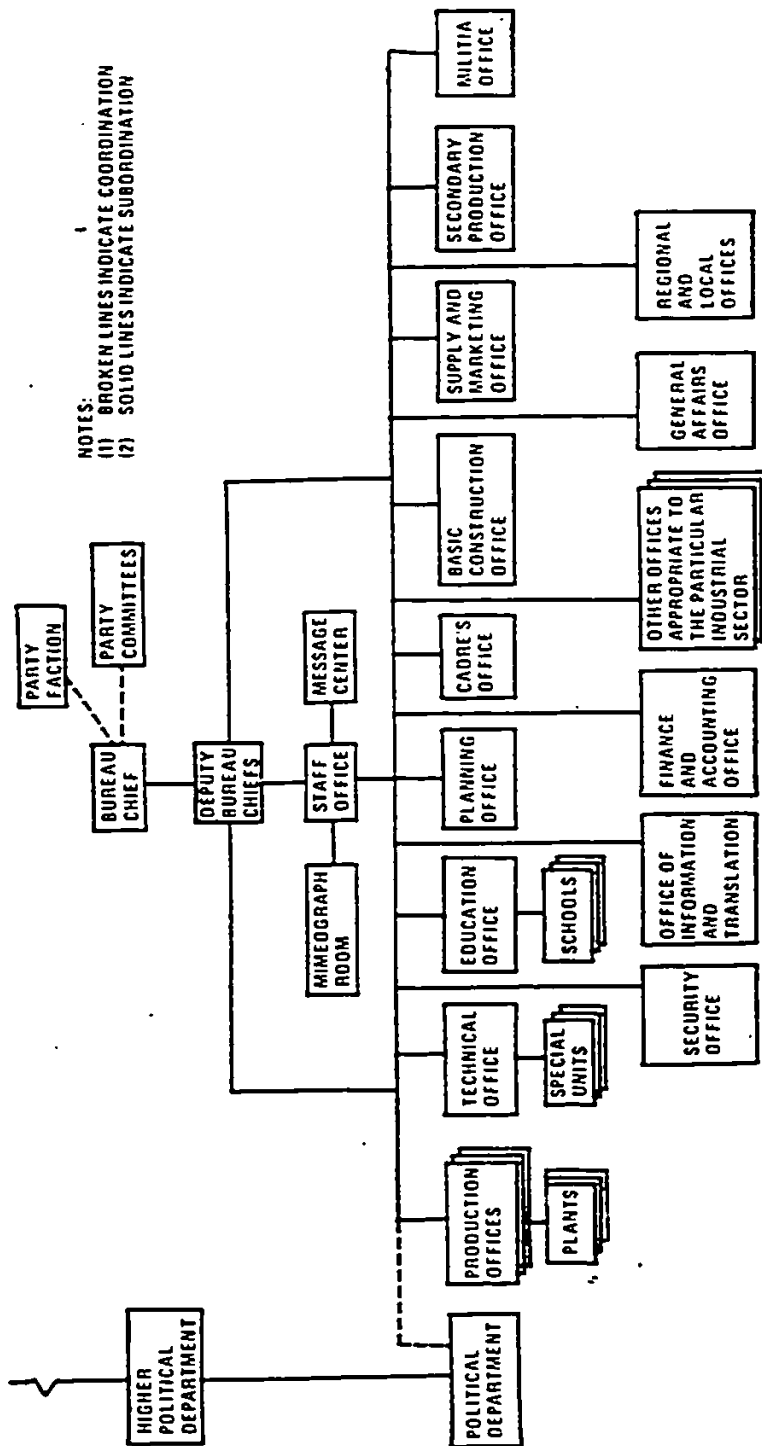 PARTY
FACTION
PARTY
COMMITTEES
BUREAU
CHIEF
NOTES:
(1) BROKEN LINES INDICATE COORDINATION
(2) SOLID LINES INDICATE SUBORDINATION
HIGHER
POLITICAL
DEPARTMENT
DEPUTY
BUREAU
CHIEFS
MIMEOGRAPH
ROOM
STAFF
OFFICE
MESSAGE
CENTER
POLITICAL
DEPARTMENT
PRODUCTION
OFFICES
TECHNICAL
OFFICE
EDUCATION
OFFICE
PLANNING
OFFICE
CADRE'S
OFFICE
BASIC
CONSTRUCTION
OFFICE
SUPPLY AND
MARKETING
OFFICE
SECONDARY
PRODUCTION
OFFICE
MILITIA
OFFICE
PLANTS
SPECIAL
UNITS
SCHOOLS
SECURITY
OFFICE
OFFICE OF
INFORMATION
AND
TRANSLATION
FINANCE
AND
ACCOUNTING
OFFICE
OTHER OFFICES
APPROPRIATE TO
THE PARTICULAR
INDUSTRIAL
SECTOR
GENERAL
AFFAIRS
OFFICE
REGIONAL
AND
LOCAL
OFFICES